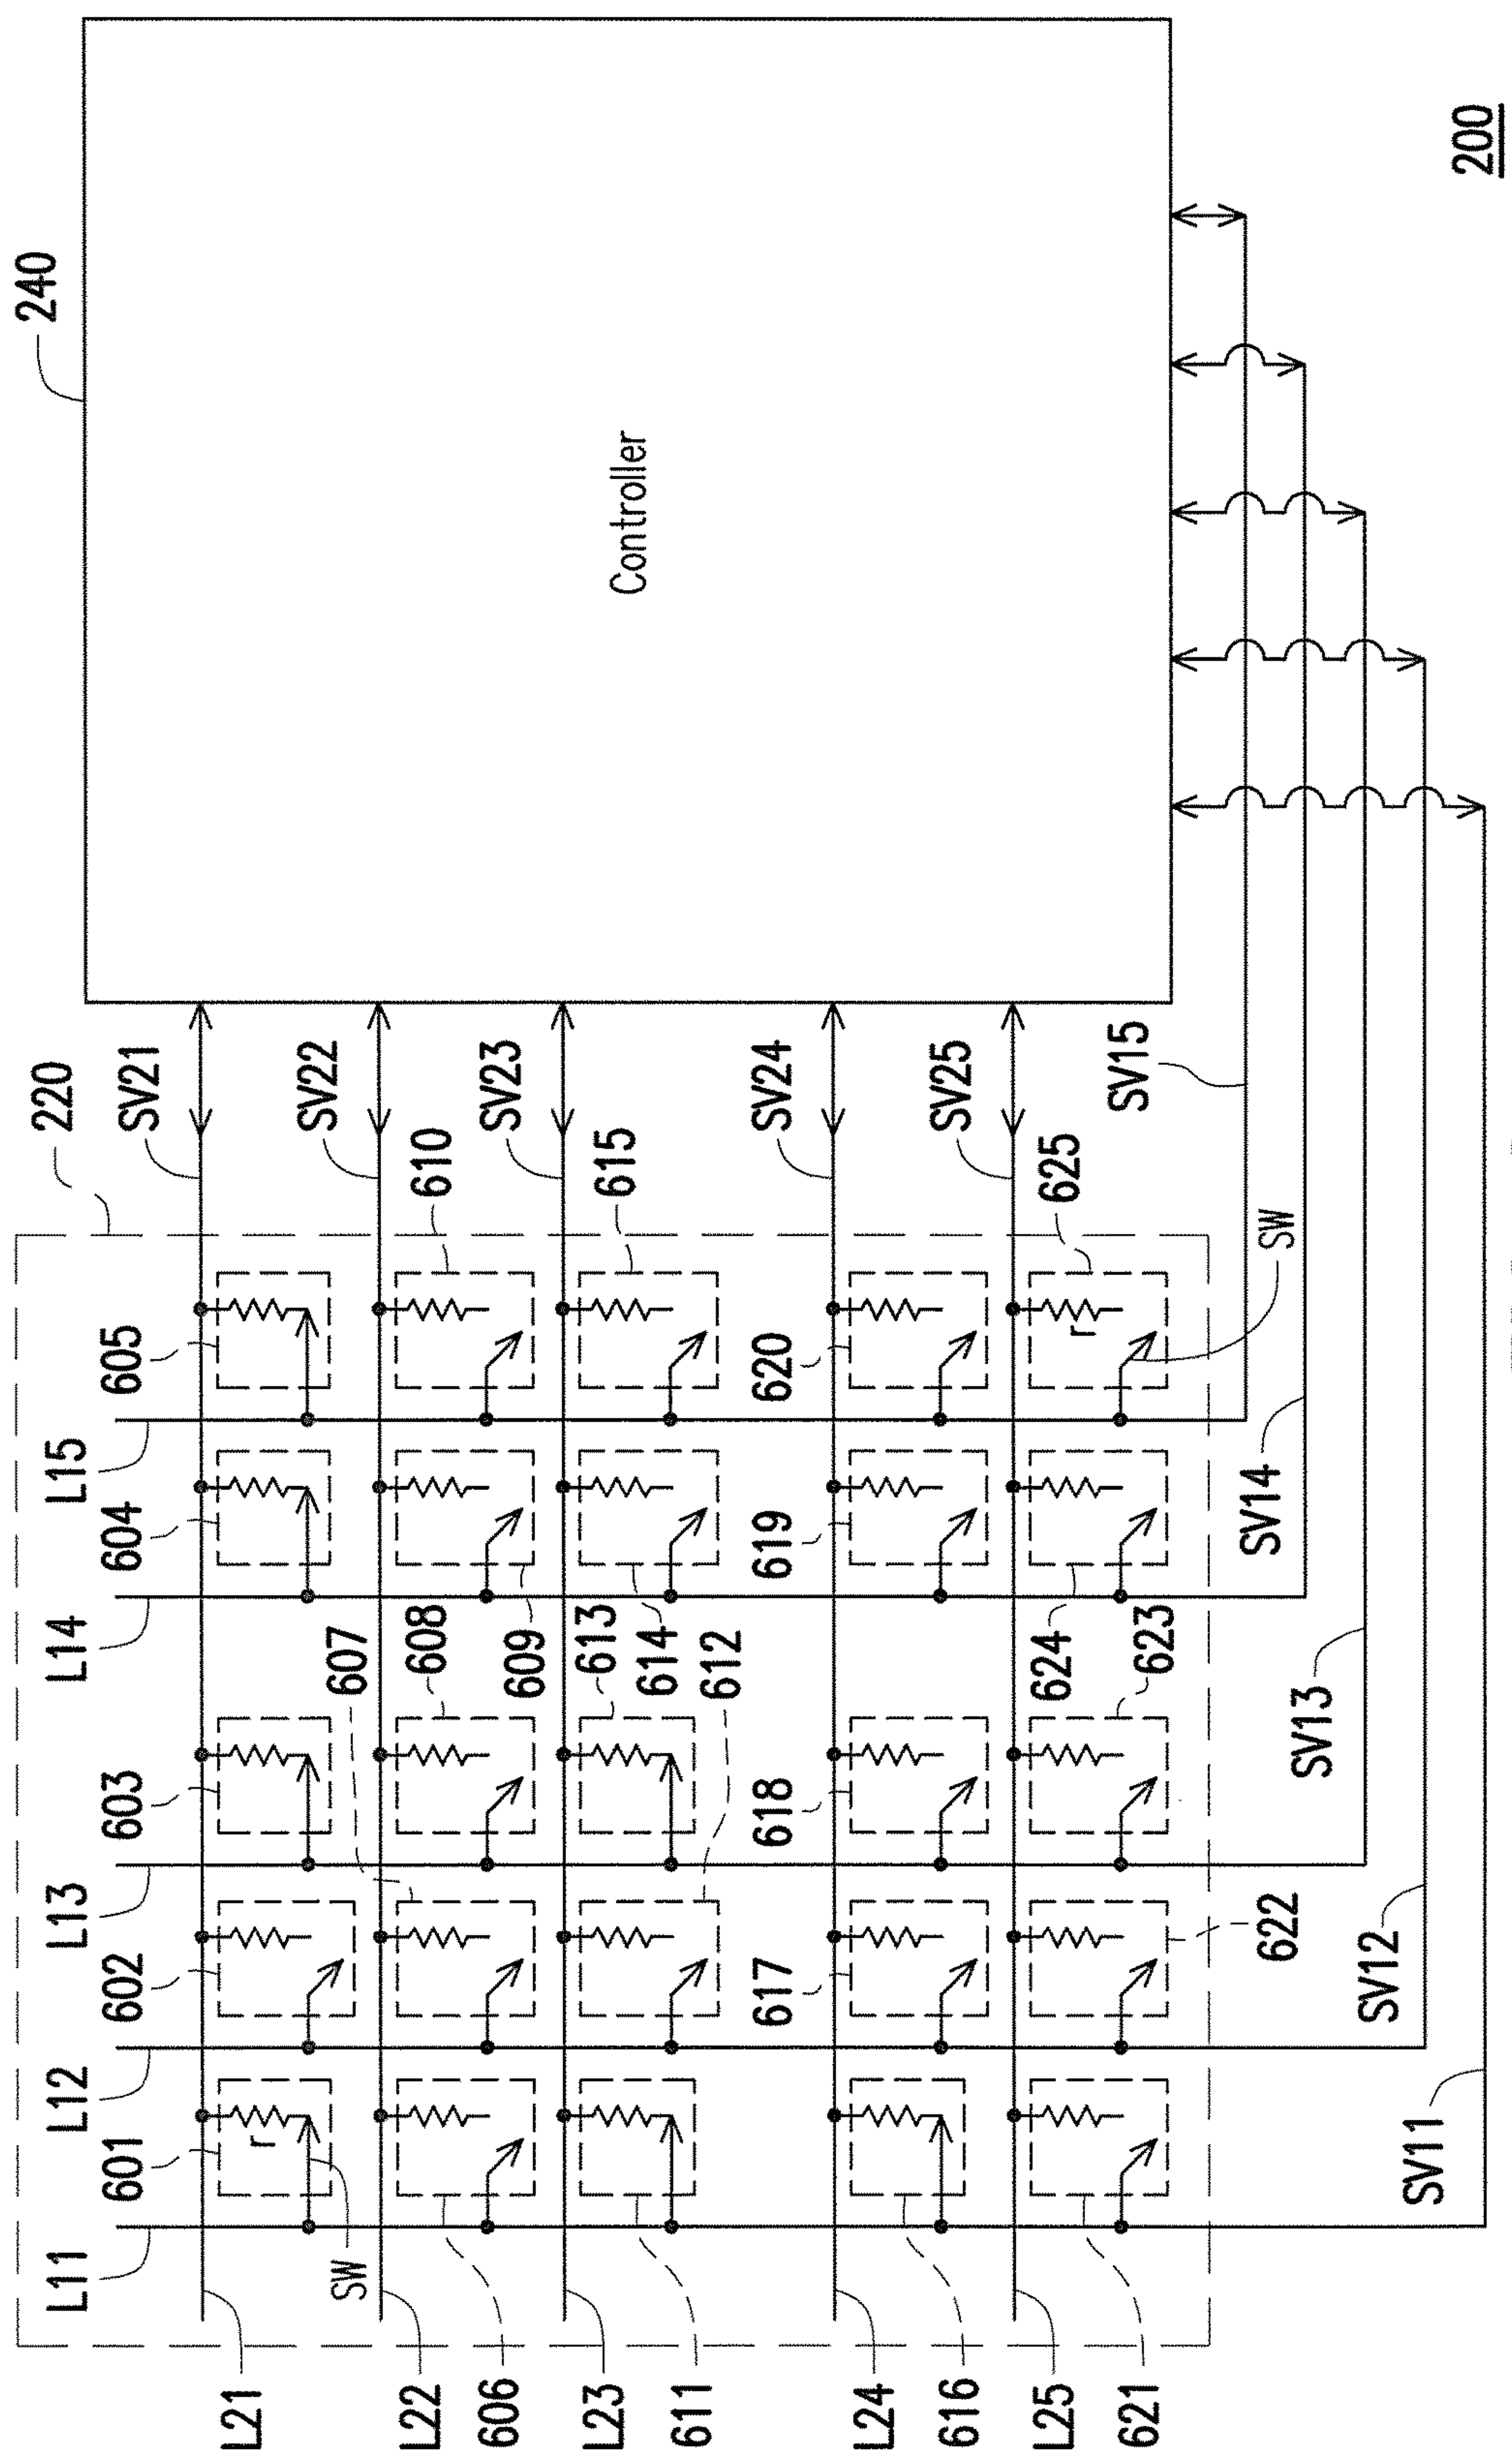 200
240
Controller
220
SV21
SV22
SV23
SV24
SV25
SV15
610
615
625
SW
605
r
620
L15
604
619
SV14
L14
607
608
609
613
614
612
624
623
603
618
SV13
L13
602
617
622
SV12
L12
601
r
SV11
L11
SW
L21
L22
606
L23
611
L24
616
L25
621